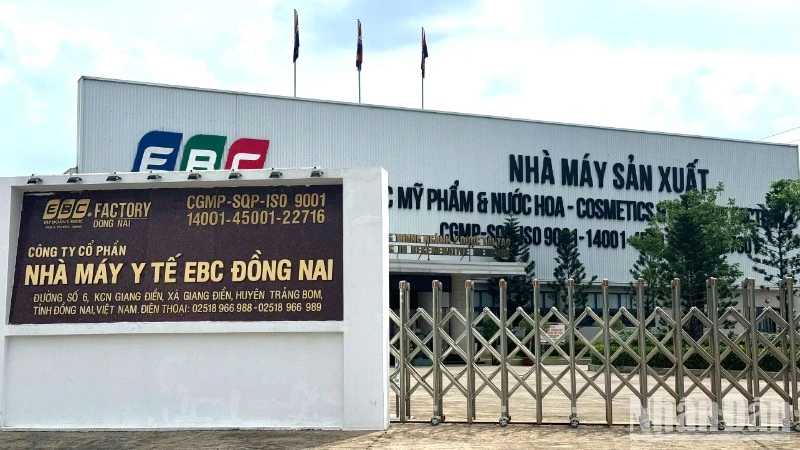 EBC
NHÀ MÁY SẢN XUẤT
MỸ PHẨM & NƯỚC HOA - COSMETICS
CGMP-SQP-ISO 9001-14001
EBC FACTORY
ĐỒNG NAI
CGMP-SQP-ISO 9001
14001-45001-22716
CÔNG TY CỔ PHẦN
NHÀ MÁY Y TẾ EBC ĐỒNG NAI
ĐƯỜNG SỐ 6, KCN GIANG ĐIỀN, XÃ GIANG ĐIỀN, HUYỆN TRẢNG BOM,
TỈNH ĐỒNG NAI, VIỆT NAM. ĐIỆN THOẠI: 02518 966 988 - 02518 966 989
NhânDân